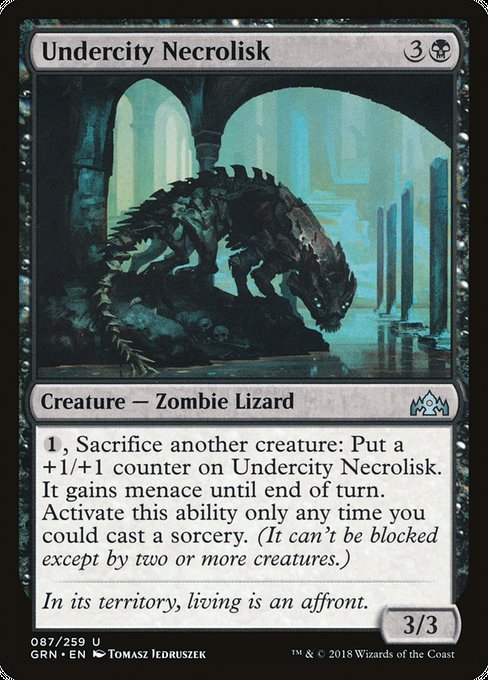 Undercity Necrolisk 3
Creature — Zombie Lizard
1, Sacrifice another creature: Put a
+1/+1 counter on Undercity Necrolisk.
It gains menace until end of turn.
Activate this ability only any time you
could cast a sorcery. (It can't be blocked
except by two or more creatures.)
In its territory, living is an affront.
3/3
087/259 U
GRN • EN Tomasz Jedruszek
™ & © 2018 Wizards of the Coast